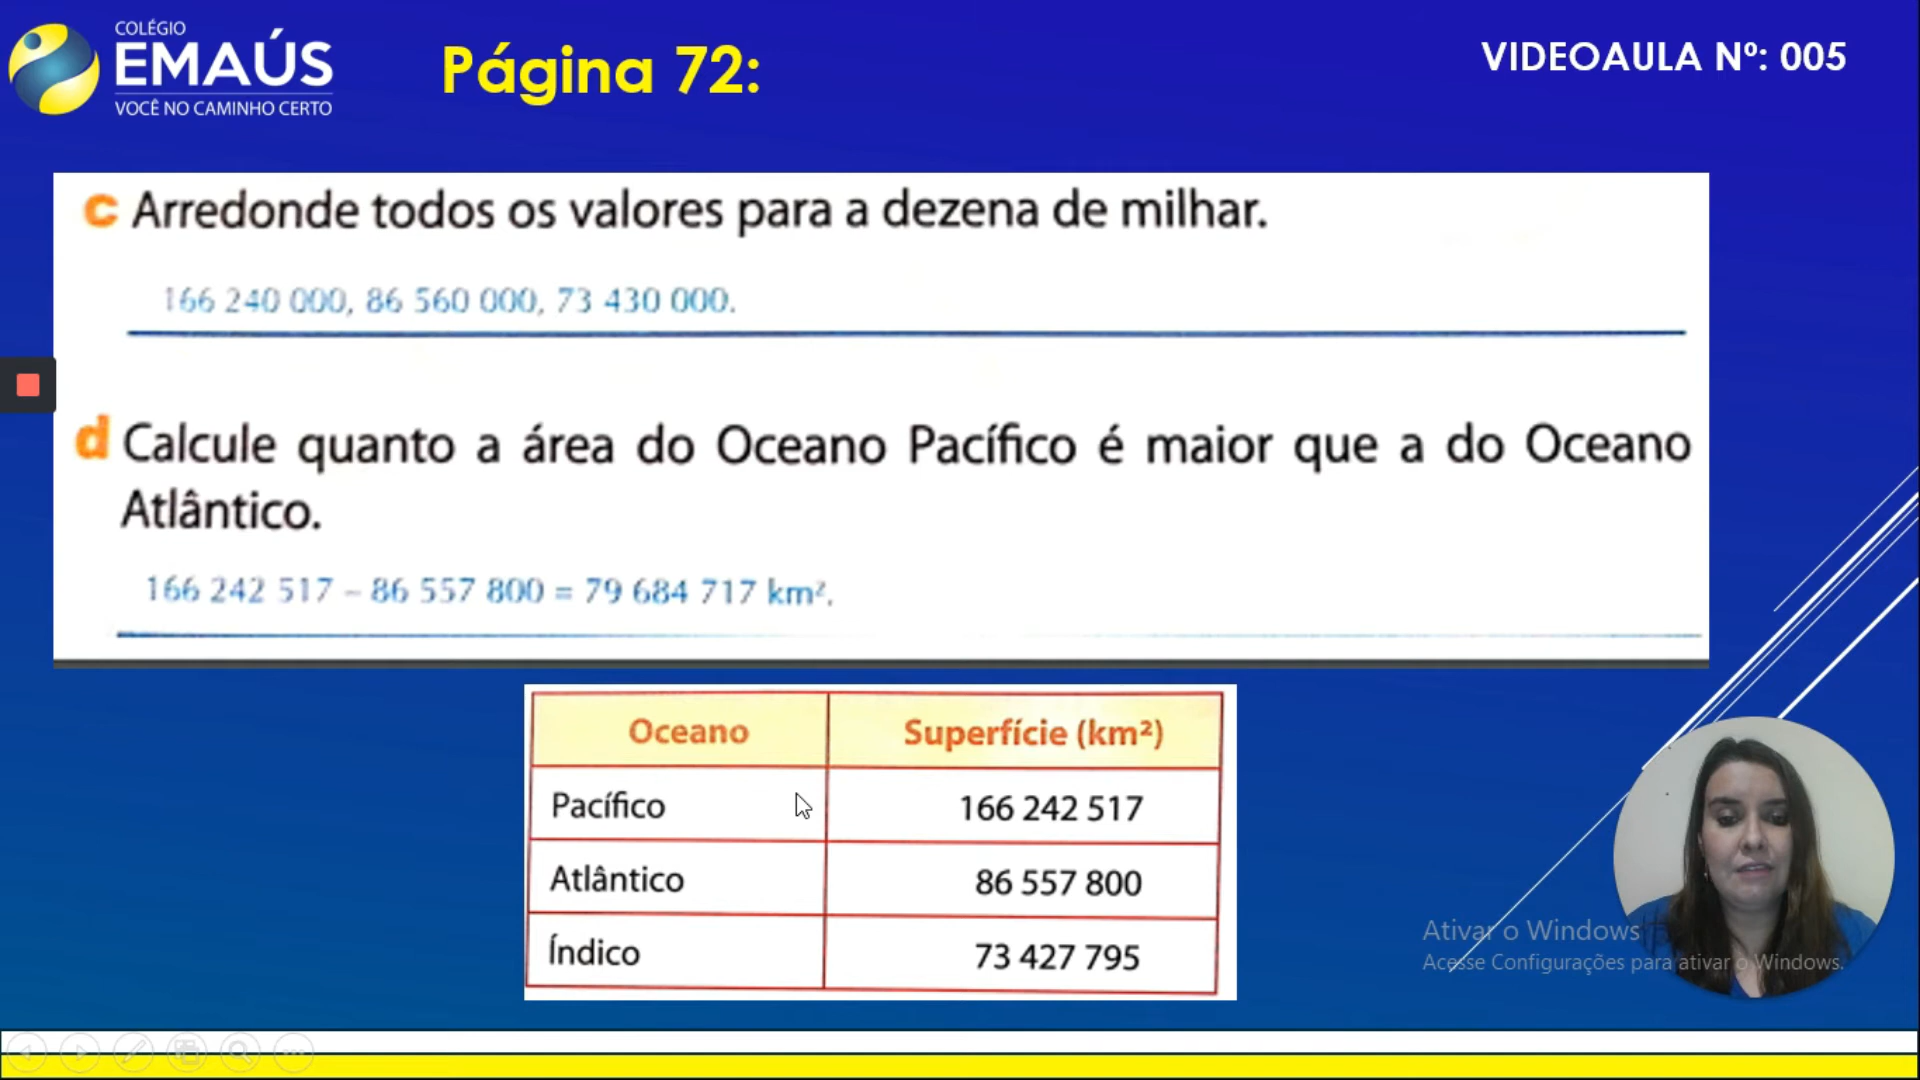 COLÉGIO
EMAÚS
VOCÊ NO CAMINHO CERTO
Página 72:
VIDEOAULA Nº: 005
c Arredonde todos os valores para a dezena de milhar.
166 240 000, 86 560 000, 73 430 000.
d Calcule quanto a área do Oceano Pacífico é maior que a do Oceano
Atlântico.
166 242 517 – 86 557 800 = 79 684 717 km².
Oceano Superfície (km²)
Pacífico 166 242 517
Atlântico 86 557 800
Índico 73 427 795
Ativar o Windows
Acesse Configurações para ativar o Windows.